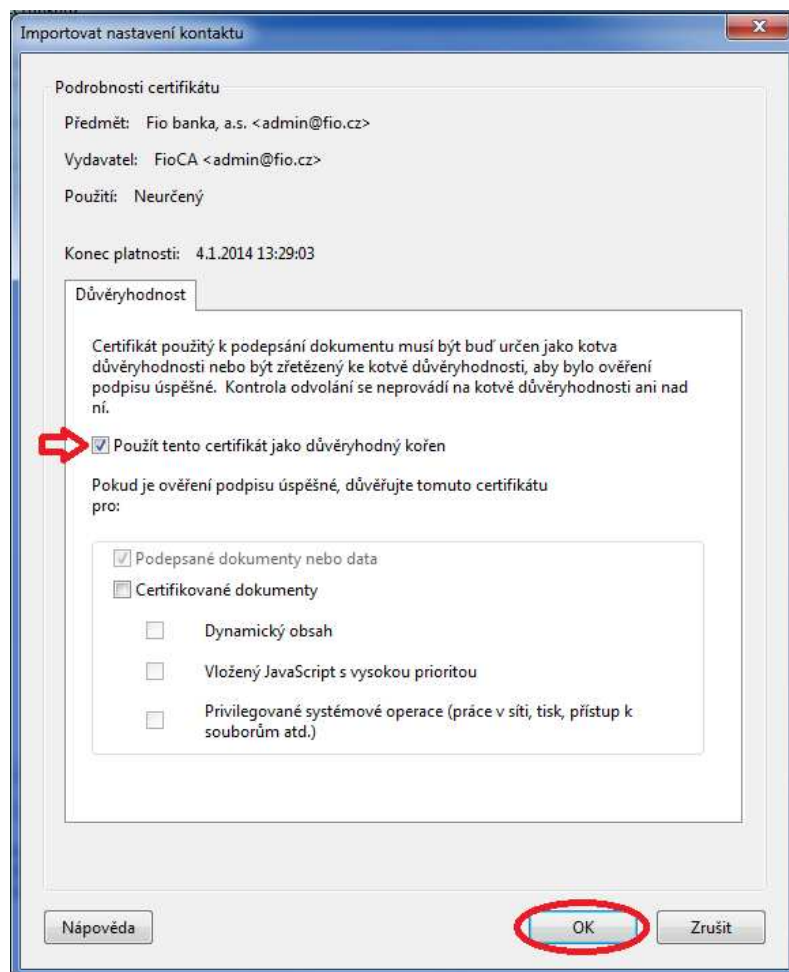 Importovat nastavení kontaktu
Podrobnosti certifikátu
Předmět: Fio banka, a.s. <admin@fio.cz>
Vydavatel: FioCA <admin@fio.cz>
Použití: Neurčený
Konec platnosti: 4.1.2014 13:29:03
Důvěryhodnost
Certifikát použitý k podepsání dokumentu musí být buď určen jako kotva
důvěryhodnosti nebo být zřetězený ke kotvě důvěryhodnosti, aby bylo ověření
podpisu úspěšné. Kontrola odvolání se neprovádí na kotvě důvěryhodnosti ani nad
ní.
Použít tento certifikát jako důvěryhodný kořen
Pokud je ověření podpisu úspěšné, důvěřujte tomuto certifikátu
pro:
Podepsané dokumenty nebo data
Certifikované dokumenty
Dynamický obsah
Vložený JavaScript s vysokou prioritou
Privilegované systémové operace (práce v síti, tisk, přístup k
souborům atd.)
Nápověda
OK
Zrušit